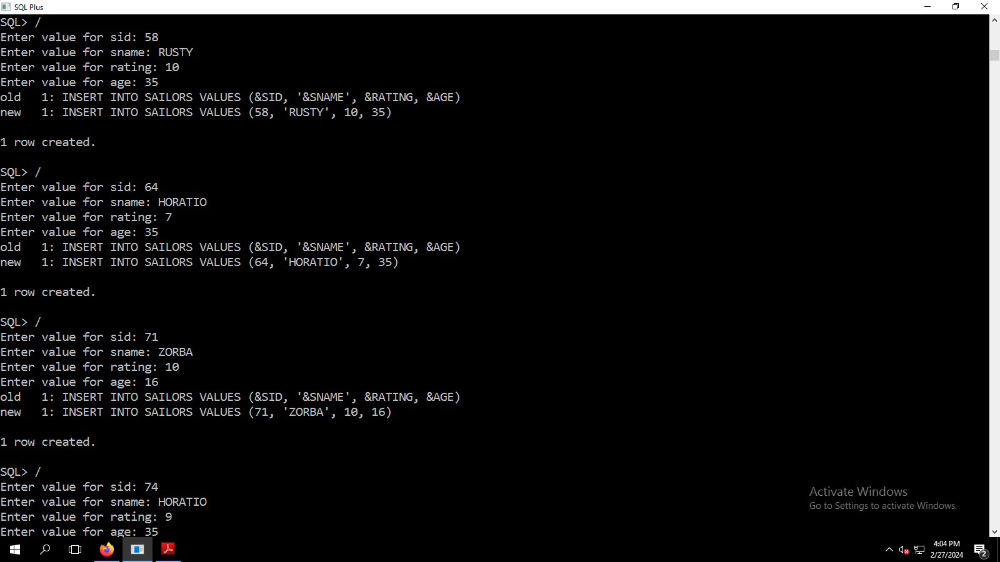 SQL Plus
SQL> /
Enter value for sid: 58
Enter value for sname: RUSTY
Enter value for rating: 10
Enter value for age: 35
old   1: INSERT INTO SAILORS VALUES (&SID, '&SNAME', &RATING, &AGE)
new   1: INSERT INTO SAILORS VALUES (58, 'RUSTY', 10, 35)
1 row created.
SQL> /
Enter value for sid: 64
Enter value for sname: HORATIO
Enter value for rating: 7
Enter value for age: 35
old   1: INSERT INTO SAILORS VALUES (&SID, '&SNAME', &RATING, &AGE)
new   1: INSERT INTO SAILORS VALUES (64, 'HORATIO', 7, 35)
1 row created.
SQL> /
Enter value for sid: 71
Enter value for sname: ZORBA
Enter value for rating: 10
Enter value for age: 16
old   1: INSERT INTO SAILORS VALUES (&SID, '&SNAME', &RATING, &AGE)
new   1: INSERT INTO SAILORS VALUES (71, 'ZORBA', 10, 16)
1 row created.
SQL> /
Enter value for sid: 74
Enter value for sname: HORATIO
Enter value for rating: 9
Enter value for age: 35
Activate Windows
Go to Settings to activate Windows.
4:04 PM
2/27/2024
2